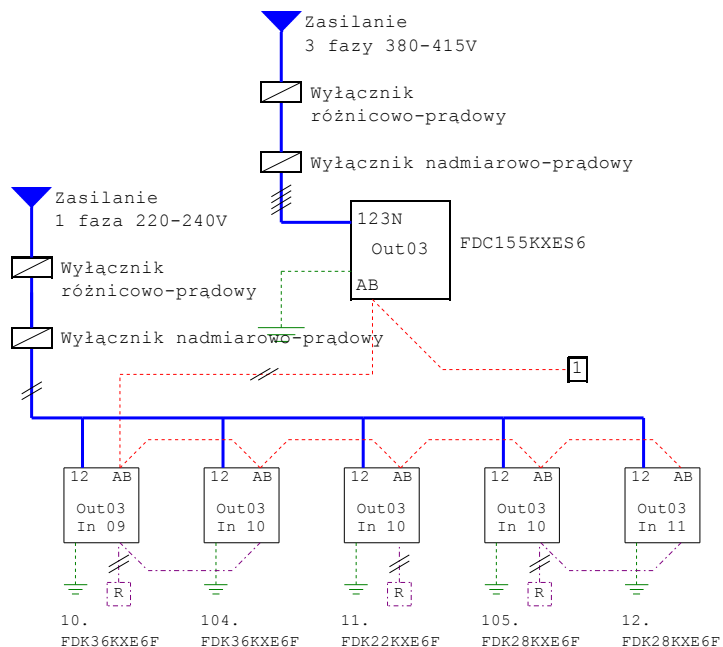 Zasilanie
3 fazy 380-415V
Wyłącznik
różnicowo-prądowy
Wyłącznik nadmiarowo-prądowy
Zasilanie
1 faza 220-240V
123N
Out03
AB
FDC155KXES6
Wyłącznik
różnicowo-prądowy
Wyłącznik nadmiarowo-prądowy
1
12 AB
Out03
In 09
12 AB
Out03
In 10
12 AB
Out03
In 10
12 AB
Out03
In 10
12 AB
Out03
In 11
R
R
R
10.
FDK36KXE6F
104.
FDK36KXE6F
11.
FDK22KXE6F
105.
FDK28KXE6F
12.
FDK28KXE6F